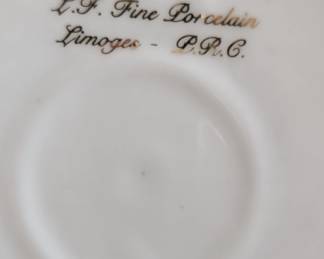 L.F. Fine Porcelain
Limoges - P.R.C.